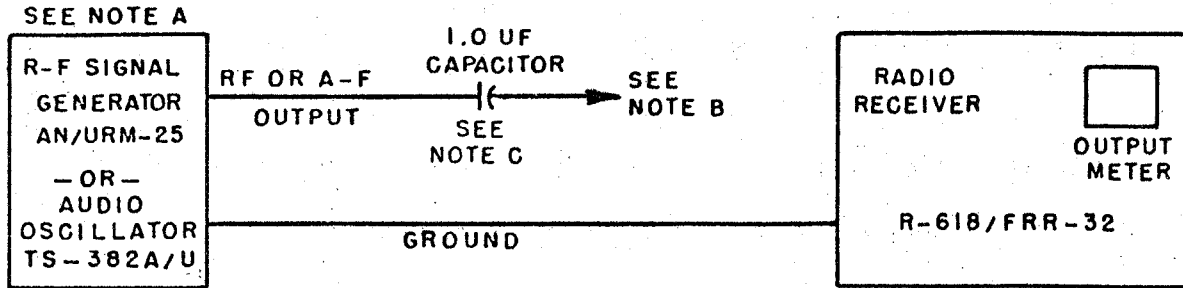 SEE NOTE A
R-F SIGNAL
GENERATOR
AN/URM-25
-OR-
AUDIO
OSCILLATOR
TS-382A/U
RF OR A-F
OUTPUT
1.0 UF
CAPACITOR
SEE
NOTE C
SEE
NOTE B
GROUND
RADIO
RECEIVER
OUTPUT
METER
R-618/FRR-32